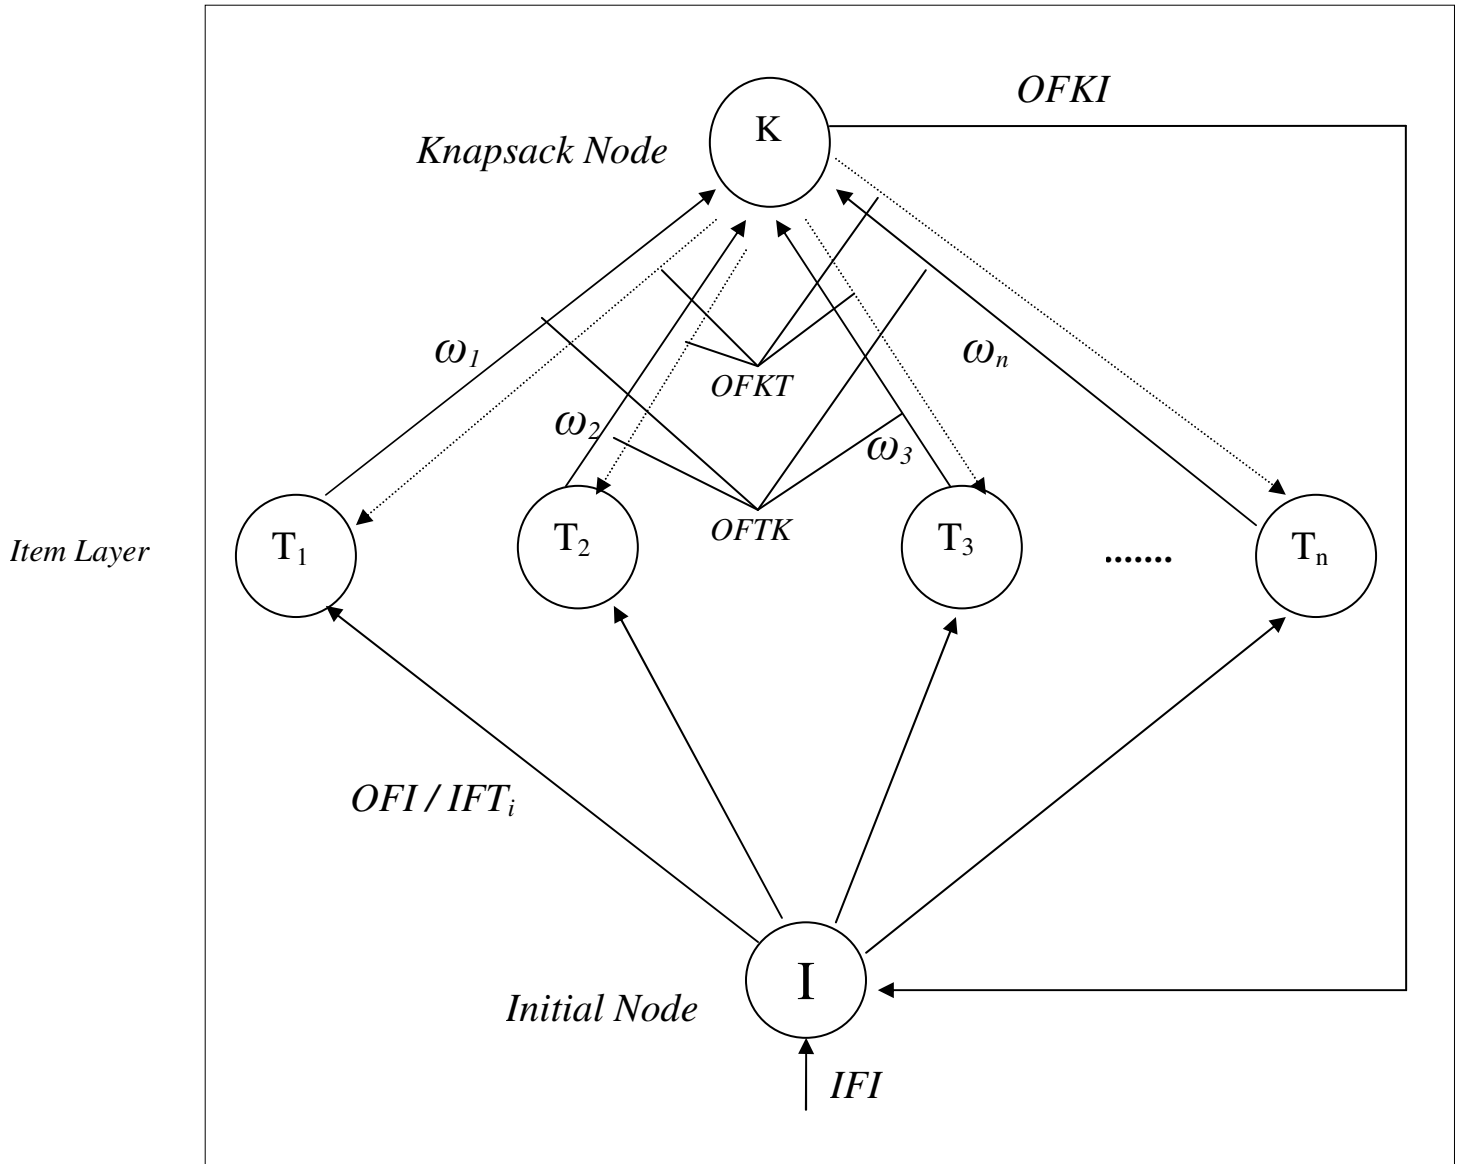 OFKI
K
Knapsack Node
ω1
ωn
OFKT
ω2
ω3
OFTK
Item Layer
T1
T2
T3
.......
Tn
OFI / IFTi
I
Initial Node
IFI